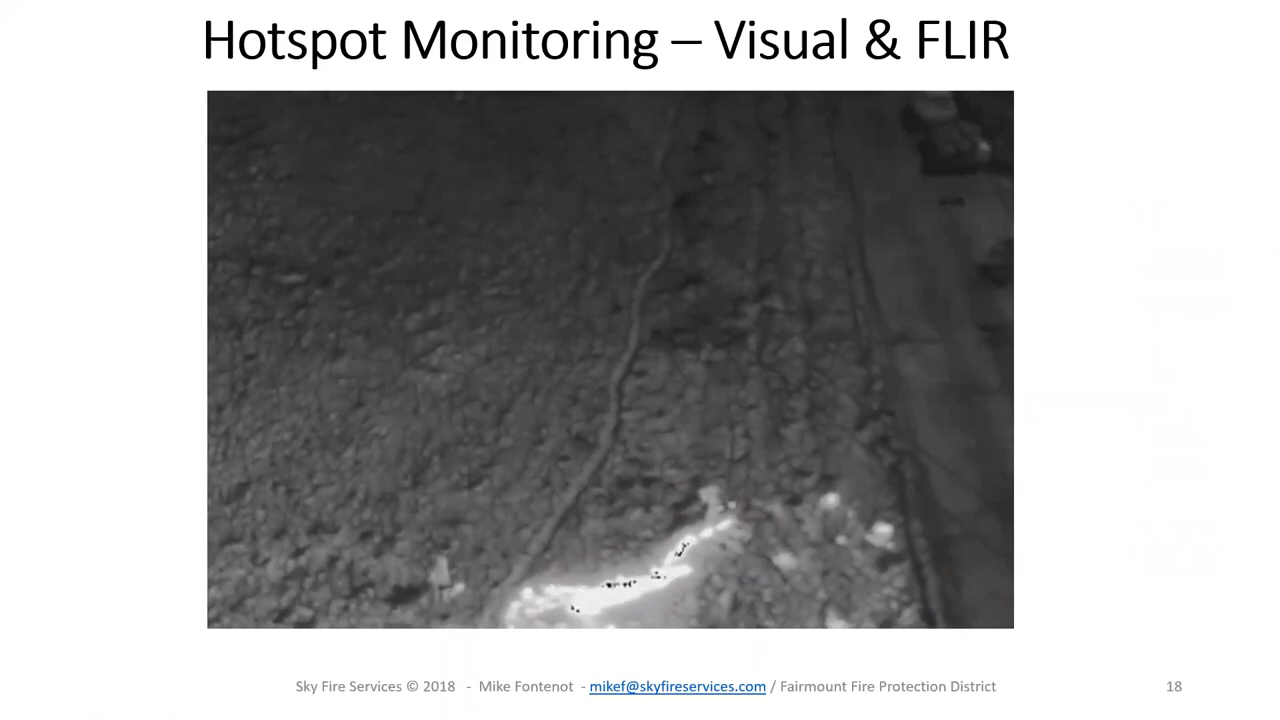 Hotspot Monitoring – Visual & FLIR
Sky Fire Services © 2018 - Mike Fontenot - mikef@skyfireservices.com / Fairmount Fire Protection District
18